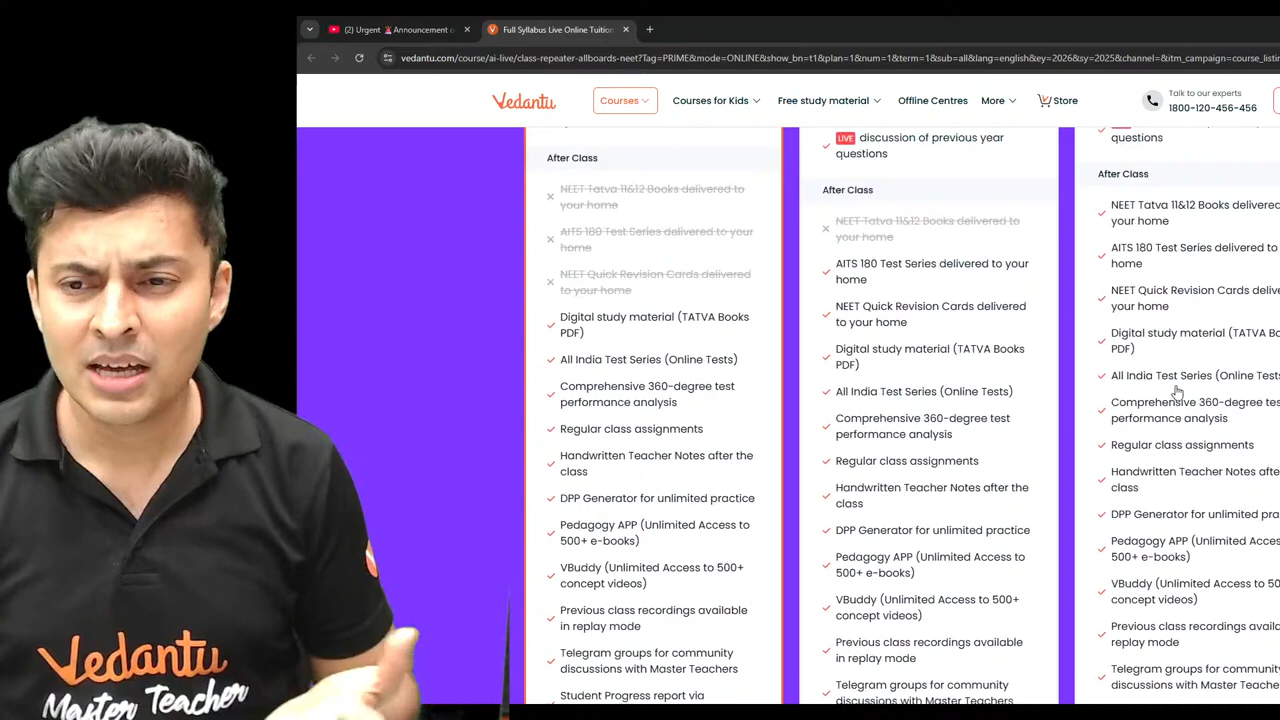 (2) Urgent 🚨Announcement o
Full Syllabus Live Online Tuition
vedantu.com/course/ai-live/class-repeater-allboards-neet?Tag=PRIME&mode=ONLINE&show_bn=t1&plan=1&num=1&term=1&sub=all&lang=english&ey=2026&sy=2025&channel=&itm_campaign=course_listin
Vedantu
Courses
Courses for Kids
Free study material
Offline Centres
More
Store
Talk to our experts
1800-120-456-456
After Class
NEET Tatva 11&12 Books delivered to
your home
AITS 180 Test Series delivered to your
home
NEET Quick Revision Cards delivered
to your home
Digital study material (TATVA Books
PDF)
All India Test Series (Online Tests)
Comprehensive 360-degree test
performance analysis
Regular class assignments
Handwritten Teacher Notes after the
class
DPP Generator for unlimited practice
Pedagogy APP (Unlimited Access to
500+ e-books)
VBuddy (Unlimited Access to 500+
concept videos)
Previous class recordings available
in replay mode
Telegram groups for community
discussions with Master Teachers
Student Progress report via
LIVE discussion of previous year
questions
After Class
NEET Tatva 11&12 Books delivered to
your home
AITS 180 Test Series delivered to your
home
NEET Quick Revision Cards delivered
to your home
Digital study material (TATVA Books
PDF)
All India Test Series (Online Tests)
Comprehensive 360-degree test
performance analysis
Regular class assignments
Handwritten Teacher Notes after the
class
DPP Generator for unlimited practice
Pedagogy APP (Unlimited Access to
500+ e-books)
VBuddy (Unlimited Access to 500+
concept videos)
Previous class recordings available
in replay mode
Telegram groups for community
discussions with Master Teachers
questions
After Class
NEET Tatva 11&12 Books delivered
your home
AITS 180 Test Series delivered to
home
NEET Quick Revision Cards delive
your home
Digital study material (TATVA Bo
PDF)
All India Test Series (Online Tests
Comprehensive 360-degree tes
performance analysis
Regular class assignments
Handwritten Teacher Notes after
class
DPP Generator for unlimited pra
Pedagogy APP (Unlimited Acces
500+ e-books)
VBuddy (Unlimited Access to 50
concept videos)
Previous class recordings availa
replay mode
Telegram groups for community
discussions with Master Teache
Vedantu
Master Teacher